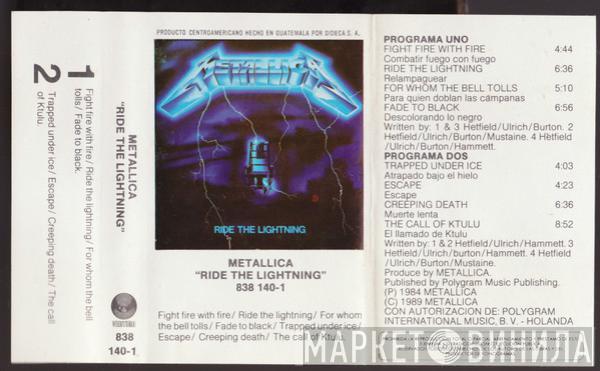 1 Fight fire with fire/ Ride the lightning/ For whom the bell
tolls/ Fade to black.
2 Trapped under ice/ Escape/ Creeping death/ The call
of Ktulu.
METALLICA
"RIDE THE LIGHTNING"
VERTIGO
838
140-1
PRODUCTO CENTROAMERICANO HECHO EN GUATEMALA POR DIDECA S. A.
METALLICA
RIDE THE LIGHTNING
METALLICA
"RIDE THE LIGHTNING"
838 140-1
Fight fire with fire/ Ride the lightning/ For whom
the bell tolls/ Fade to black/ Trapped under ice/
Escape/ Creeping death/ The call of Ktulu.
PROGRAMA UNO
FIGHT FIRE WITH FIRE 4:44
Combatir fuego con fuego
RIDE THE LIGHTNING 6:36
Relampaguear
FOR WHOM THE BELL TOLLS 5:10
Para quien doblan las cámpanas
FADE TO BLACK 6:56
Descolorando lo negro
Written by: 1 & 3 Hetfield/Ulrich/Burton. 2
Hetfield/Ulrich/Burton/Mustaine. 4 Hetfield
/Ulrich/Burton/Hammett.
PROGRAMA DOS
TRAPPED UNDER ICE 4:03
Atrapado bajo el hielo
ESCAPE 4:23
Escape
CREEPING DEATH 6:36
Muerte lenta
THE CALL OF KTULU 8:52
El llamado de Ktulu
Written by: 1 & 2 Hetfield/Ulrich/Hammett. 3
Hetfield/Ulrich/burton/Hammett. 4 Hetfield
/Ulrich/Burton/Mustaine.
Produce by METALLICA.
Published by Polygram Music Publishing.
(P) 1984 METALLICA
(C) 1989 METALLICA
CON AUTORIZACION DE: POLYGRAM
INTERNATIONAL MUSIC, B. V. - HOLANDA
МАРКЕТ ВИНИЛА